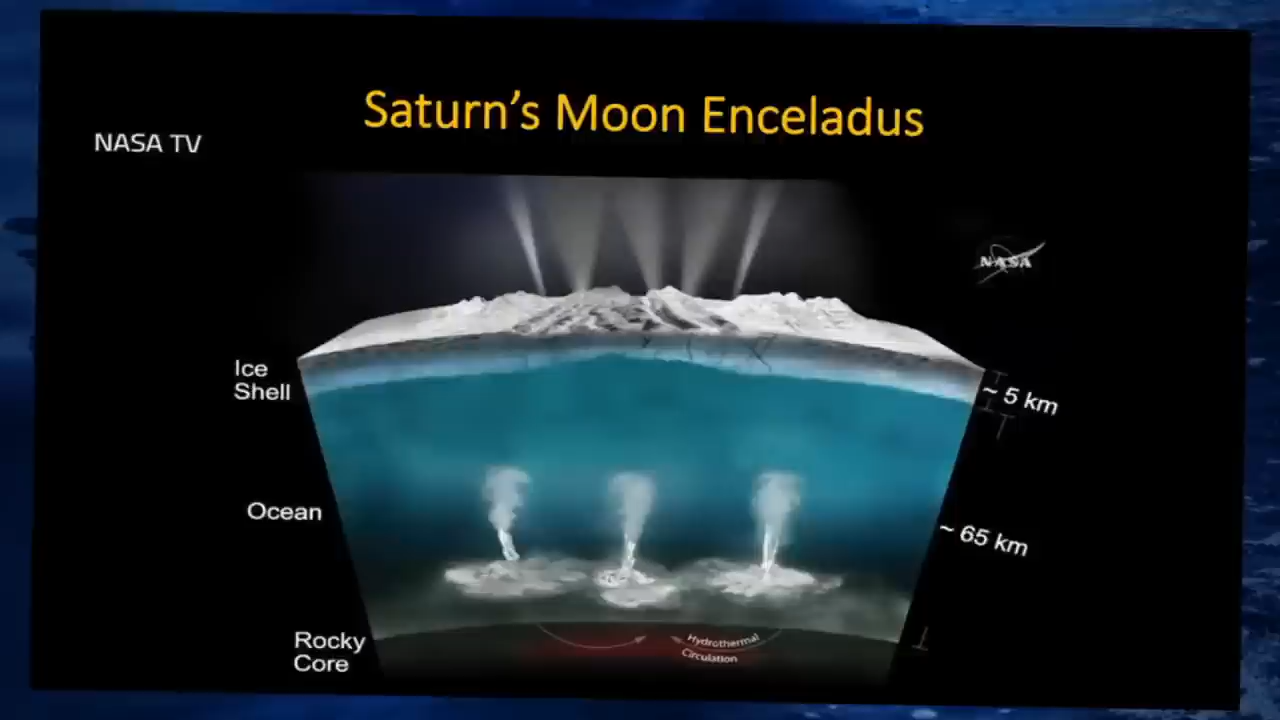 Saturn's Moon Enceladus
NASA TV
NASA
Ice
Shell
~ 5 km
Ocean
~ 65 km
Rocky
Core
Hydrothermal
Circulation